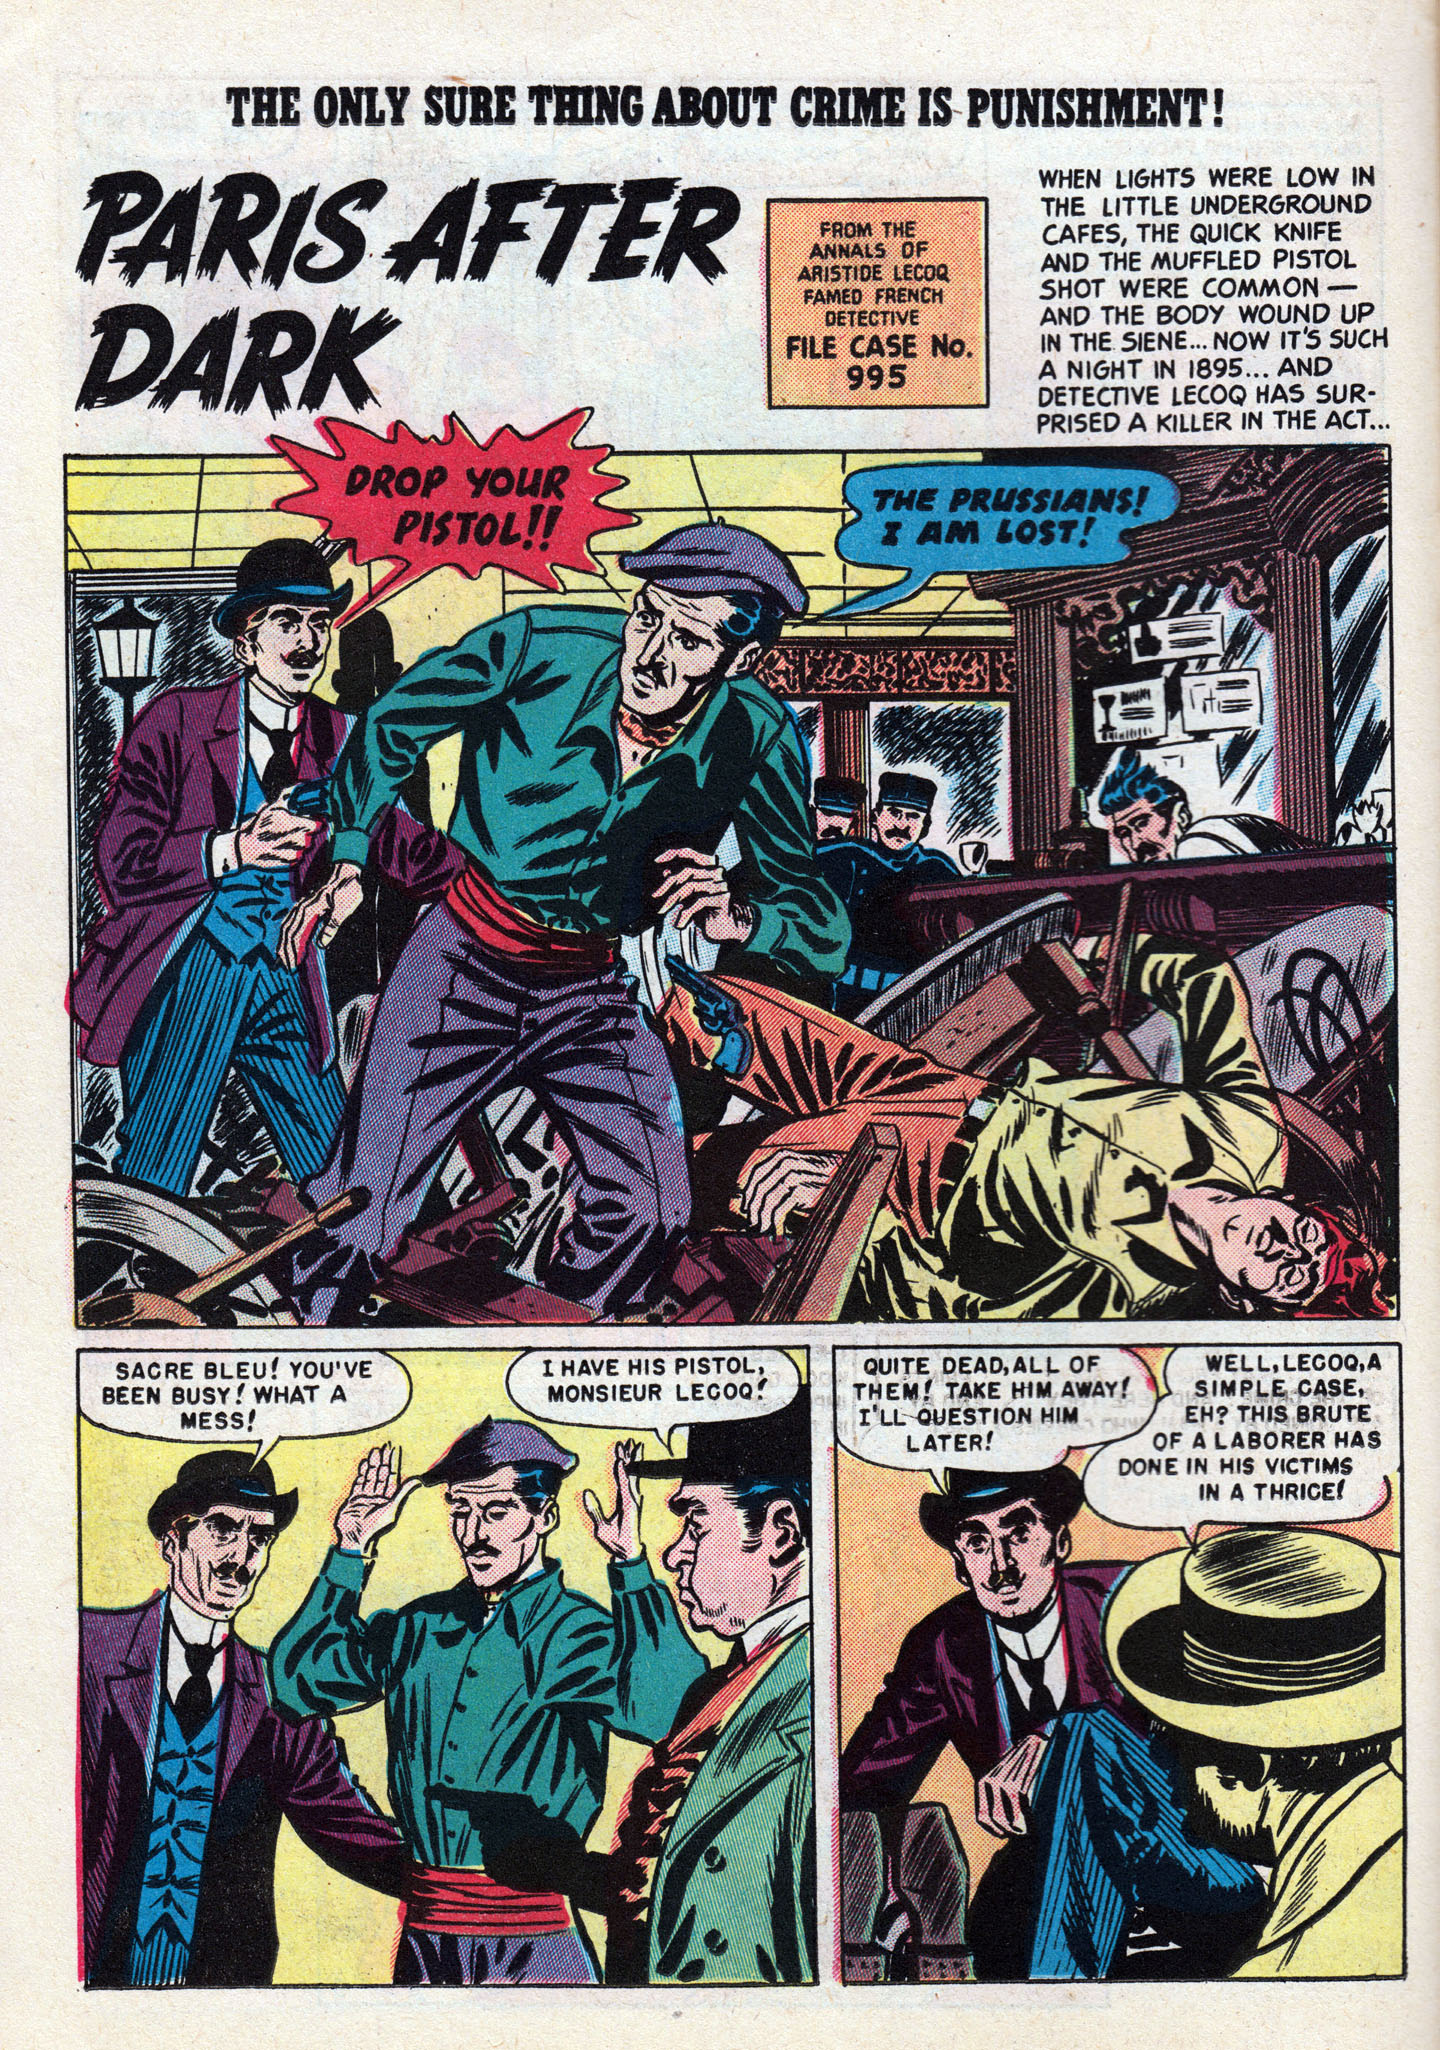 THE ONLY SURE THING ABOUT CRIME IS PUNISHMENT!
PARIS AFTER
DARK
FROM THE
ANNALS OF
ARISTIDE LECOQ
FAMED FRENCH
DETECTIVE
FILE CASE No.
995
WHEN LIGHTS WERE LOW IN
THE LITTLE UNDERGROUND
CAFES, THE QUICK KNIFE
AND THE MUFFLED PISTOL
SHOT WERE COMMON —
AND THE BODY WOUND UP
IN THE SIENE... NOW IT'S SUCH
A NIGHT IN 1895... AND
DETECTIVE LECOQ HAS SUR-
PRISED A KILLER IN THE ACT...
DROP YOUR
PISTOL!!
THE PRUSSIANS!
I AM LOST!
SACRE BLEU! YOU'VE
BEEN BUSY! WHAT A
MESS!
I HAVE HIS PISTOL,
MONSIEUR LECOQ!
QUITE DEAD, ALL OF
THEM! TAKE HIM AWAY!
I'LL QUESTION HIM
LATER!
WELL, LECOQ, A
SIMPLE CASE,
EH? THIS BRUTE
OF A LABORER HAS
DONE IN HIS VICTIMS
IN A THRICE!